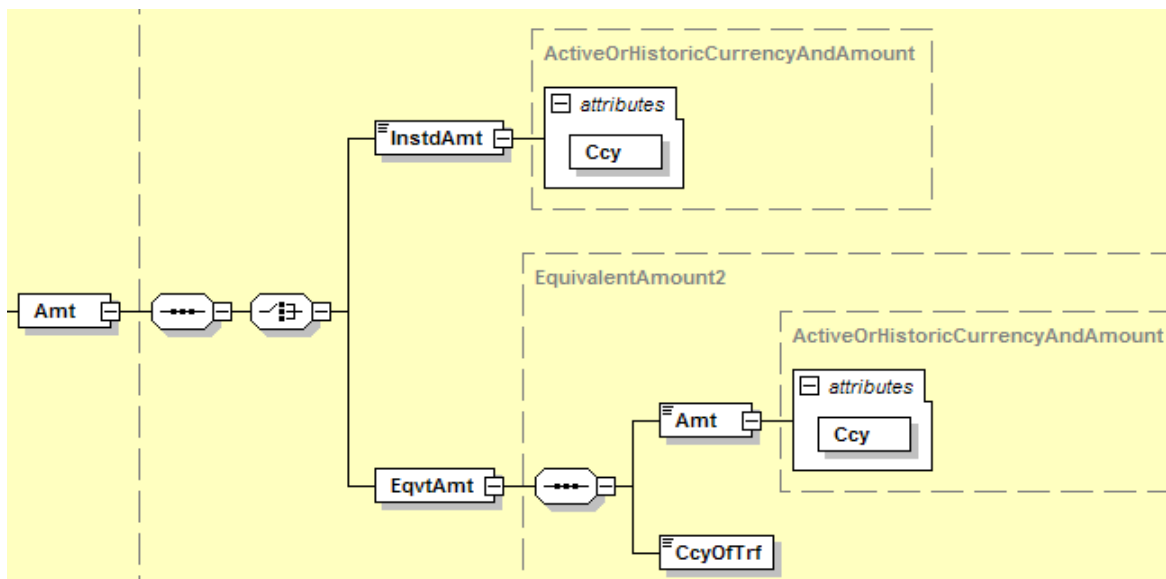 ActiveOrHistoricCurrencyAndAmount
attributes
InstdAmt
Ccy
EquivalentAmount2
Amt
ActiveOrHistoricCurrencyAndAmount
attributes
Amt
Ccy
EqvtAmt
CcyOfTrf